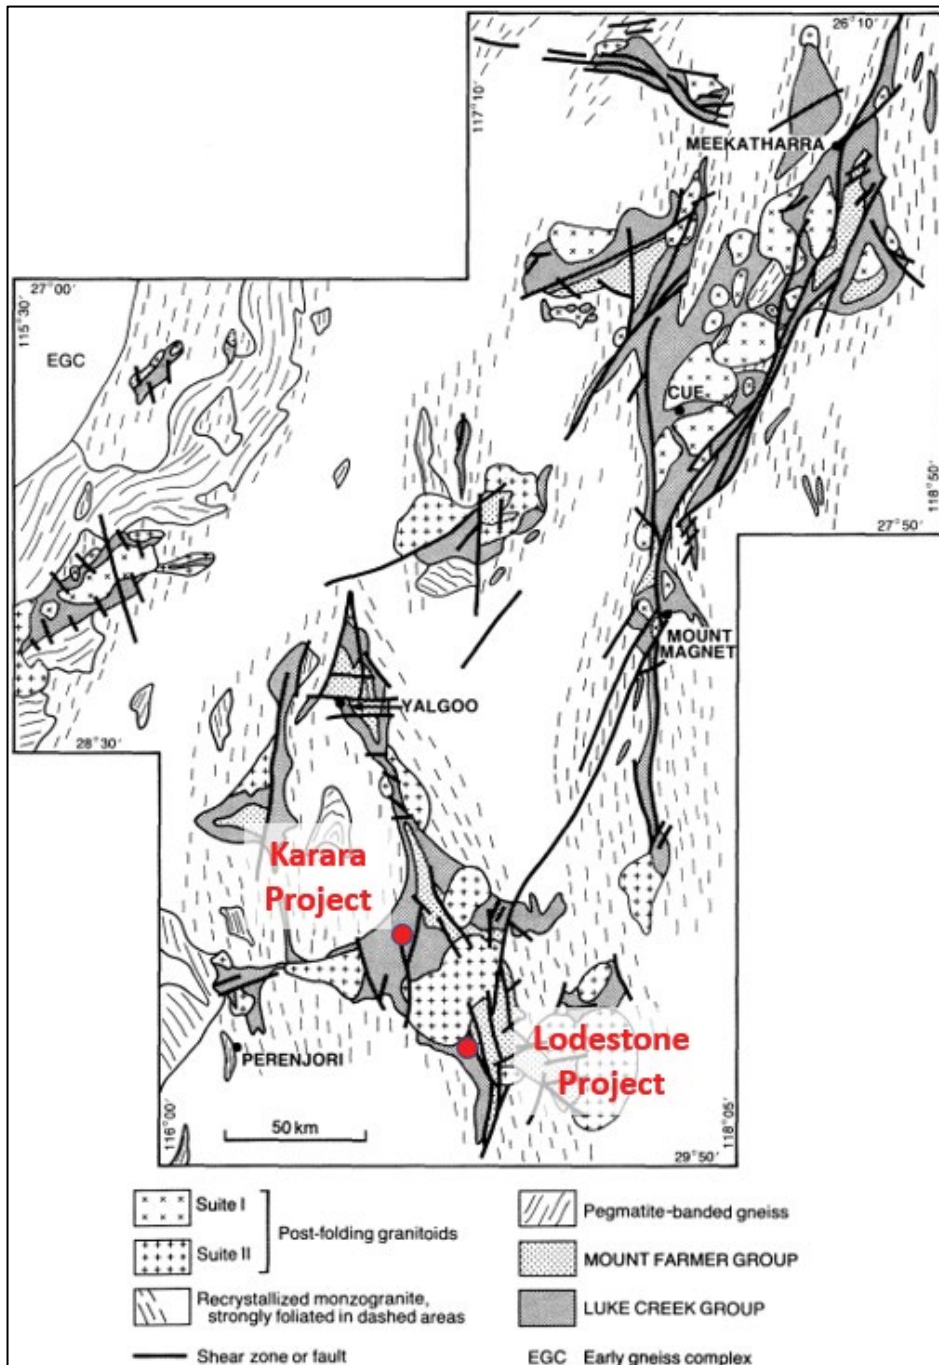 26°10'
117°10'
MEEKATHARRA
27°00'
115°30'
EGC
CUE
118°50'
27°50'
MOUNT
MAGNET
YALGOO
28°30'
Karara
Project
Lodestone
Project
PERENJORI
50 km
116°00'
118°05'
29°50'
Suite I
Suite II
Post-folding granitoids
Recrystallized monzogranite,
strongly foliated in dashed areas
Shear zone or fault
Pegmatite-banded gneiss
MOUNT FARMER GROUP
LUKE CREEK GROUP
EGC Early gneiss complex